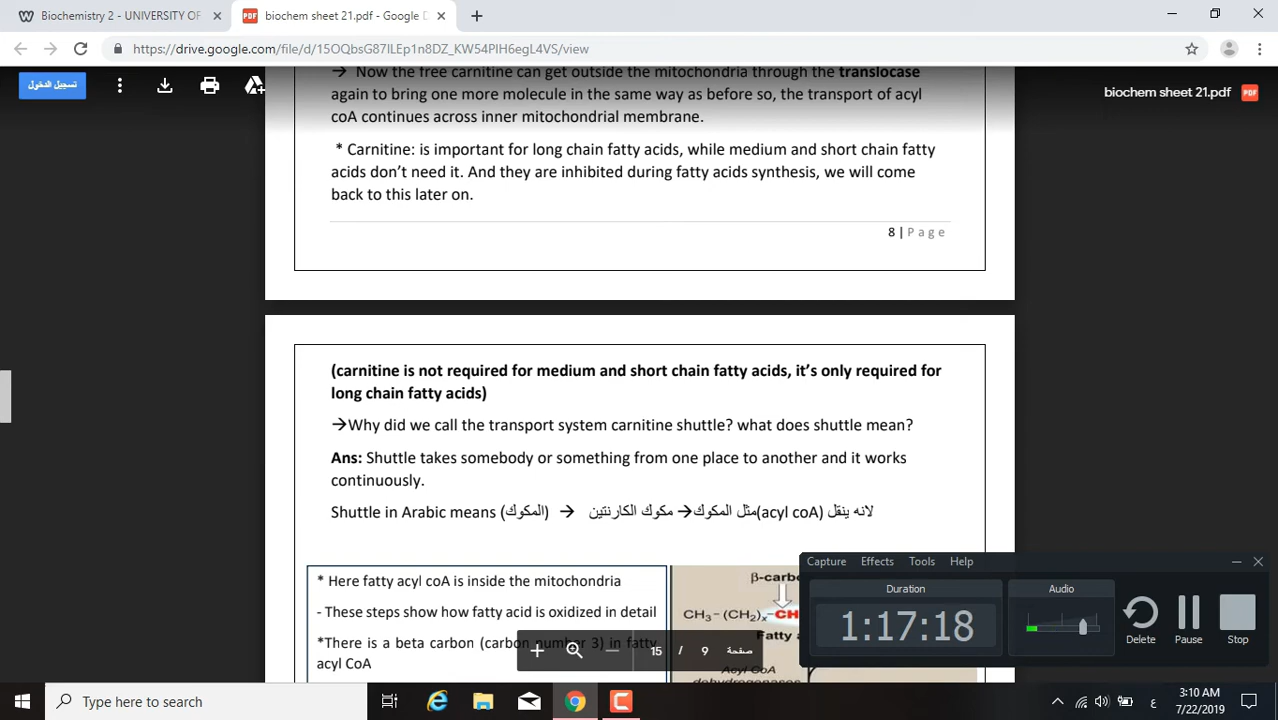 Biochemistry 2 - UNIVERSITY OF
biochem sheet 21.pdf - Google D
https://drive.google.com/file/d/15OQbsG87ILEp1n8DZ_KW54PIH6egL4VS/view
تسجيل الدخول
biochem sheet 21.pdf
PDF
→ Now the free carnitine can get outside the mitochondria through the translocase
again to bring one more molecule in the same way as before so, the transport of acyl
coA continues across inner mitochondrial membrane.
* Carnitine: is important for long chain fatty acids, while medium and short chain fatty
acids don't need it. And they are inhibited during fatty acids synthesis, we will come
back to this later on.
8 | Page
(carnitine is not required for medium and short chain fatty acids, it's only required for
long chain fatty acids)
→Why did we call the transport system carnitine shuttle? what does shuttle mean?
Ans: Shuttle takes somebody or something from one place to another and it works
continuously.
Shuttle in Arabic means (المكوك) → مكوك الكارنتين →مثل المكوك(acyl coA) لانه ينقل
* Here fatty acyl coA is inside the mitochondria
- These steps show how fatty acid is oxidized in detail
*There is a beta carbon (carbon number 3) in fatty
acyl CoA
β-carbo
CH3–(CH2)x–CH
Fatty a
Acyl CoA
dehydrogenases
صفحة 9 / 15
Capture Effects Tools Help
Duration
Audio
1:17:18
Delete
Pause
Stop
Type here to search
ع
3:10 AM
7/22/2019